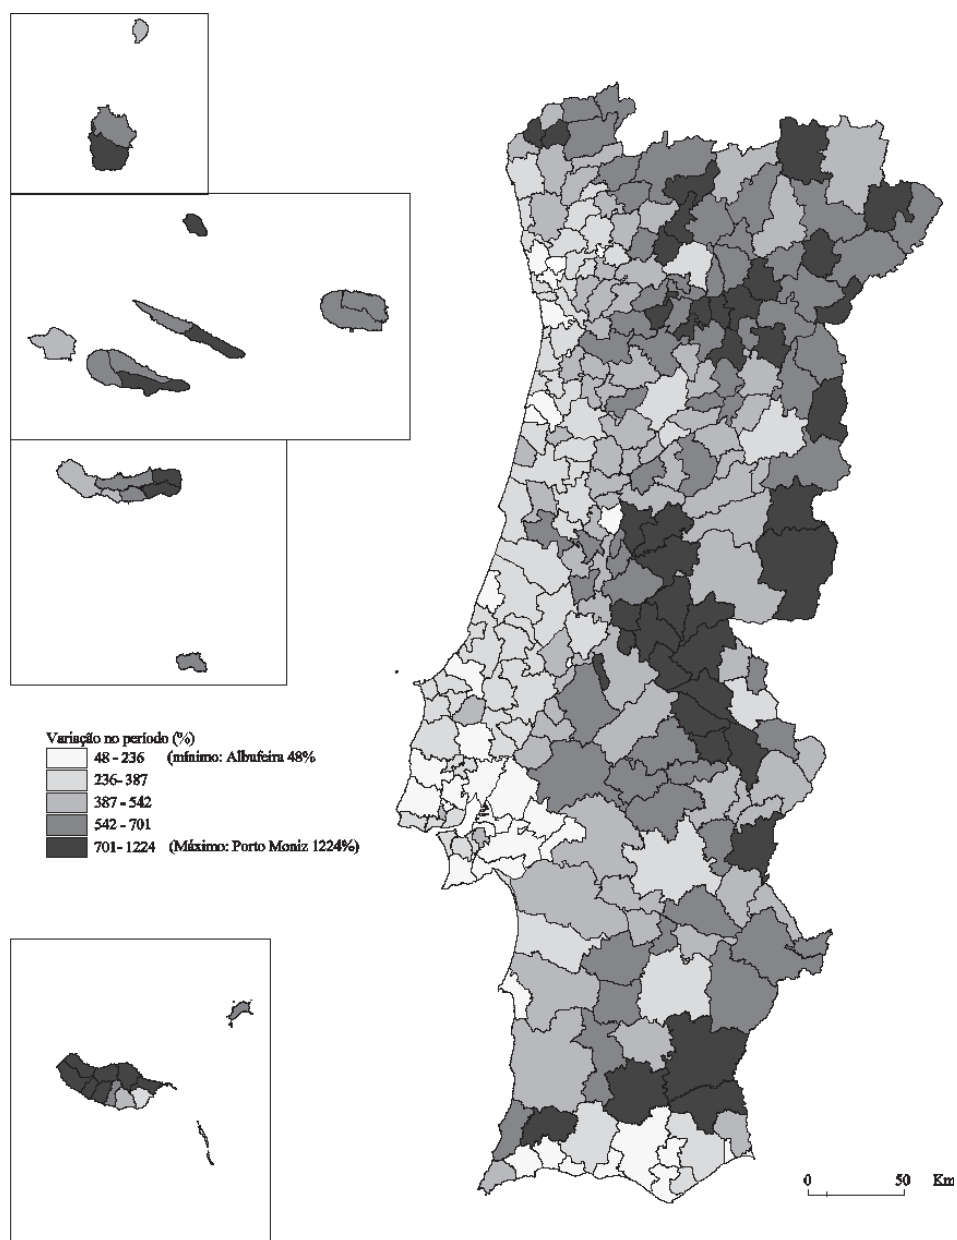 Variação no período (%)
48 - 236 (mínimo: Albufeira 48%
236- 387
387 - 542
542 - 701
701- 1224 (Máximo: Porto Moniz 1224%)
0 50 Km